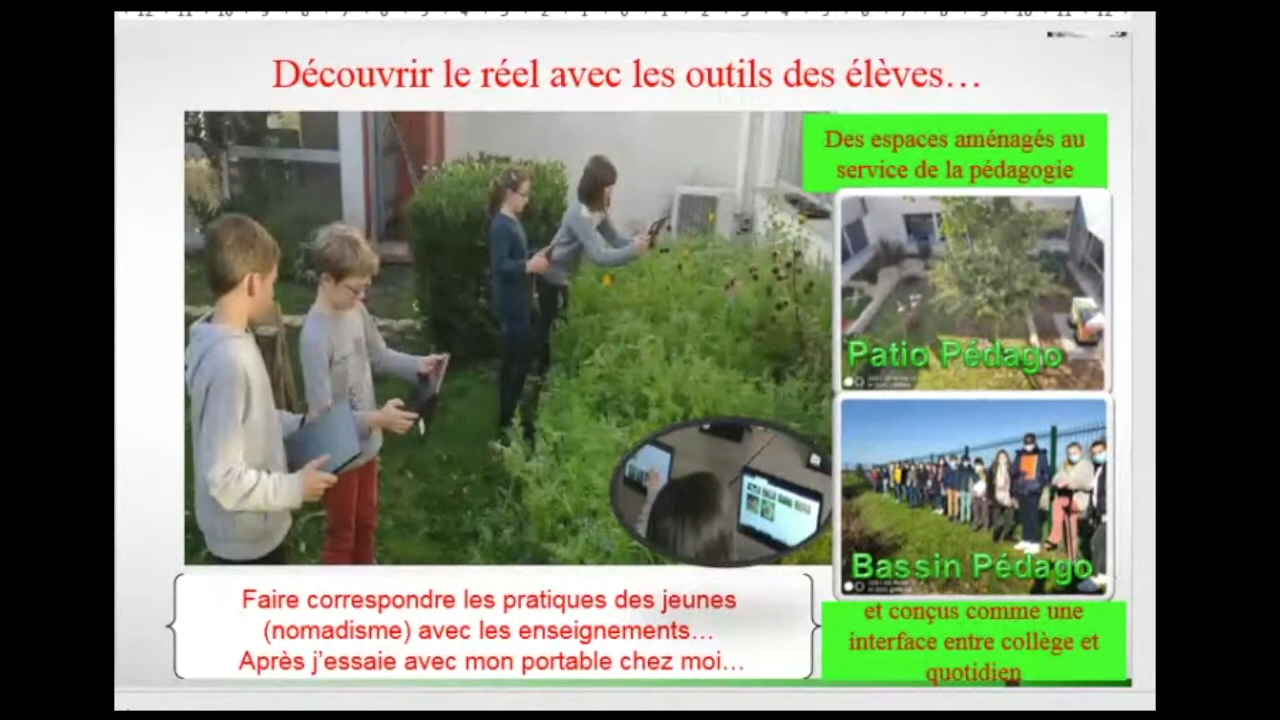 Découvrir le réel avec les outils des élèves…
Des espaces aménagés au
service de la pédagogie
Patio Pédago
Bassin Pédago
Faire correspondre les pratiques des jeunes
(nomadisme) avec les enseignements…
Après j’essaie avec mon portable chez moi…
et conçus comme une
interface entre collège et
quotidien